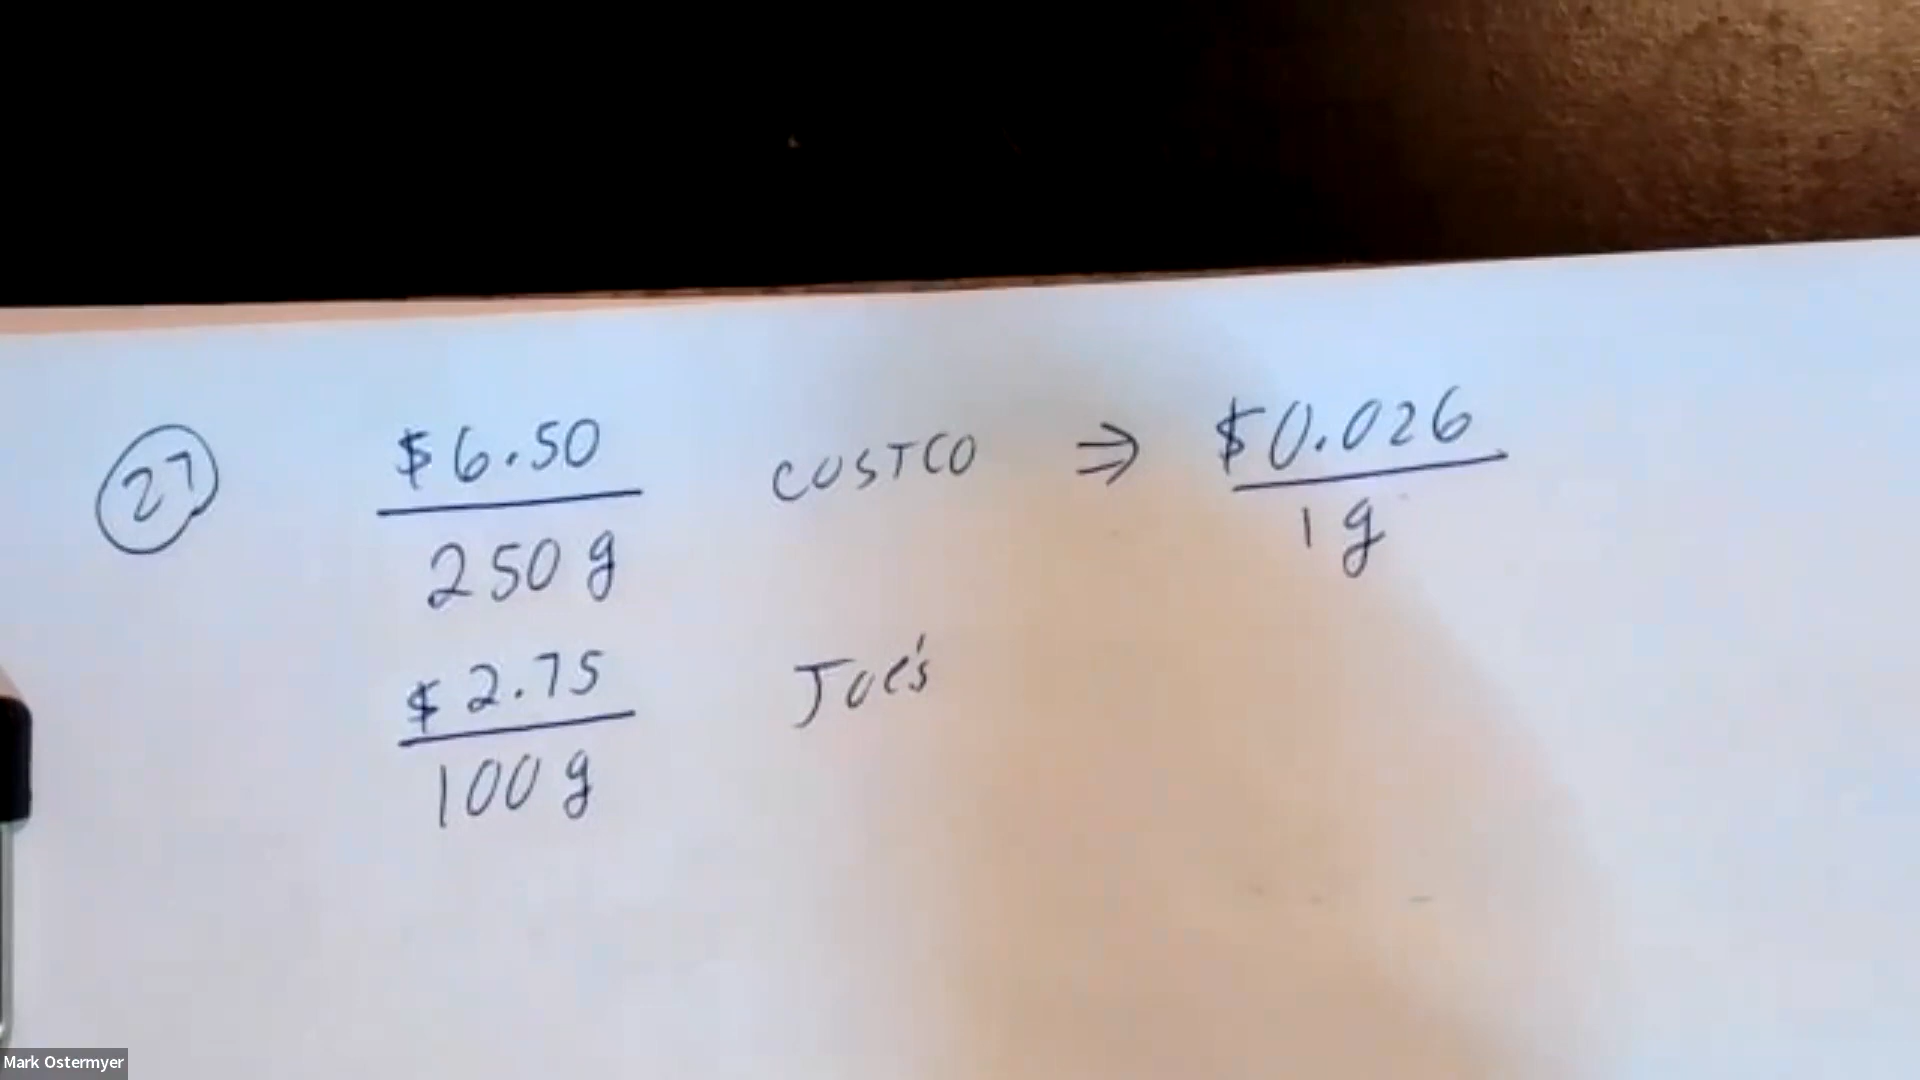 27 $6.50 COSTCO ⇒ $0.026
250 g 1 g
$2.75 Joe's
100 g
Mark Ostermyer